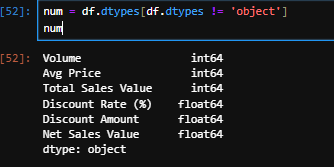 [52]: num = df.dtypes[df.dtypes != 'object']
num
[52]: Volume int64
Avg Price int64
Total Sales Value int64
Discount Rate (%) float64
Discount Amount float64
Net Sales Value float64
dtype: object